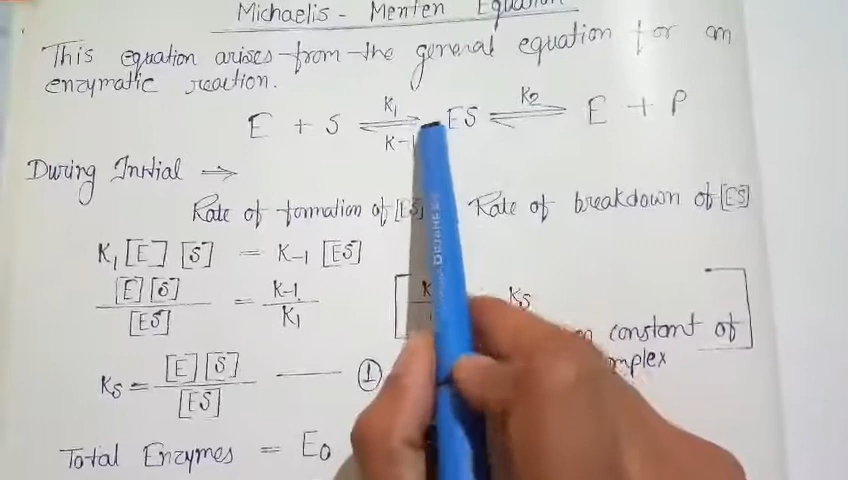 Michaelis - Menten Equation
This equation arises from the general equation for an
enzymatic reaction.
E + S ⇌ ES ⇌ E + P
K1 K2
K-1
During Initial ⇒
Rate of formation of [ES] Rate of breakdown of [ES]
K1 [E] [S] = K-1 [ES]
[E] [S] / [ES] = K-1 / K1
Ks
constant of
Ks = [E] [S] / [ES] —— ①
Total Enzymes = E0